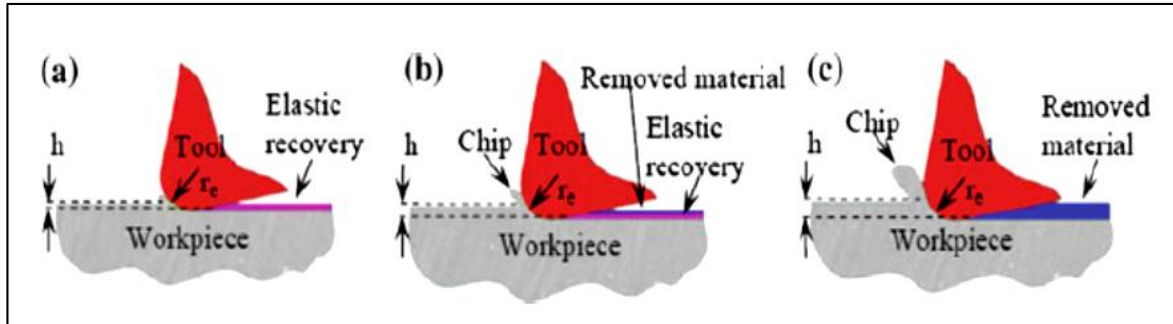 (a)
Elastic
recovery
h
Tool
re
Workpiece
(b)
Removed material
Chip
Elastic
recovery
h
Tool
re
Workpiece
(c)
Removed
material
Chip
h
Tool
re
Workpiece